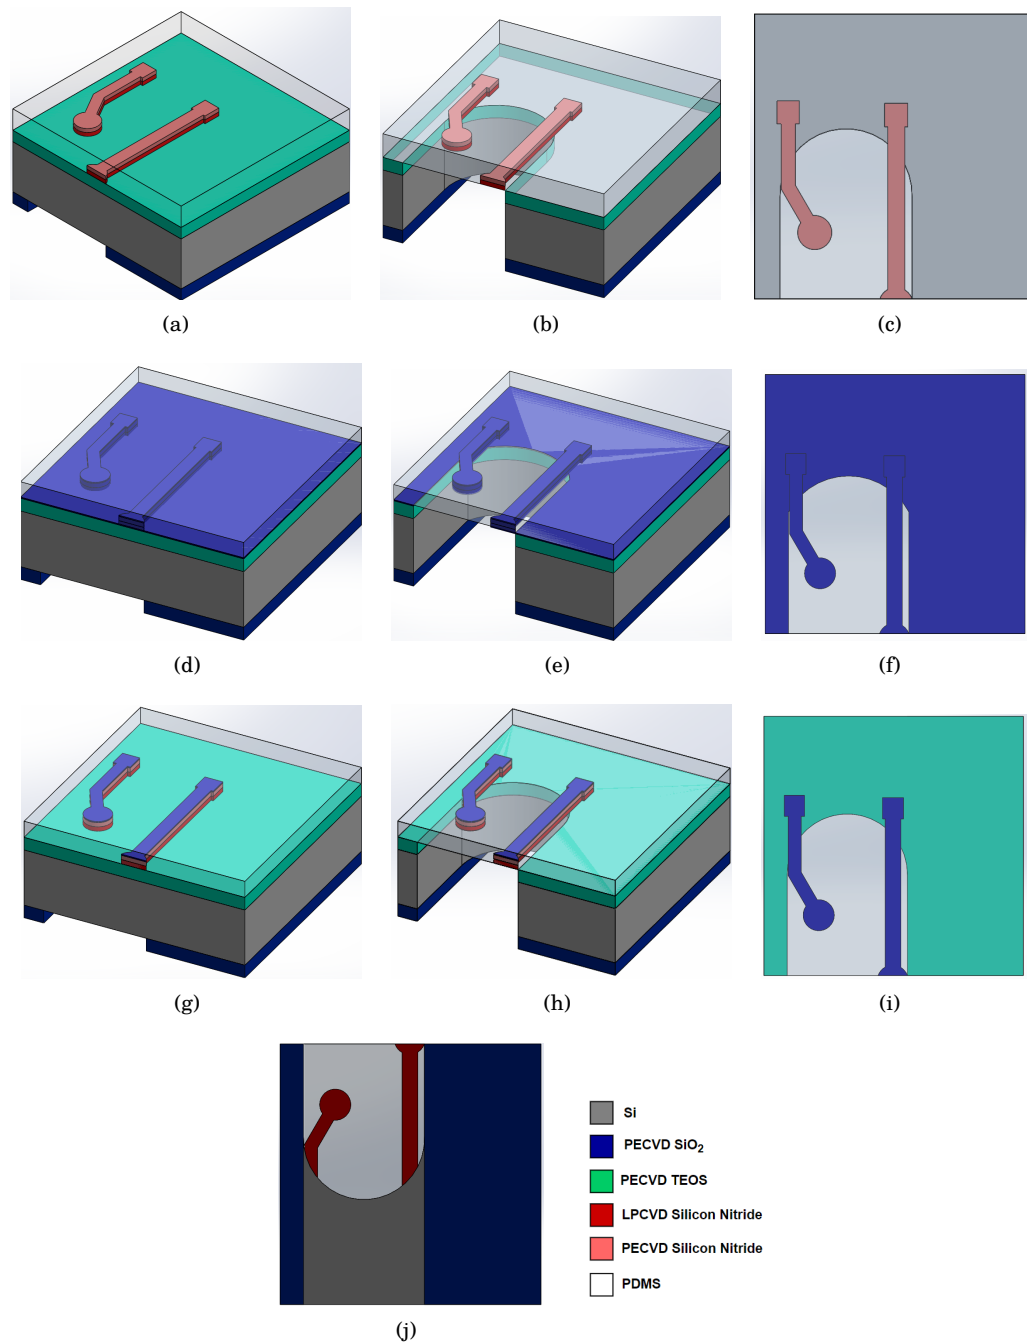 (a)
(b)
(c)
(d)
(e)
(f)
(g)
(h)
(i)
Si
PECVD SiO₂
PECVD TEOS
LPCVD Silicon Nitride
PECVD Silicon Nitride
PDMS
(j)